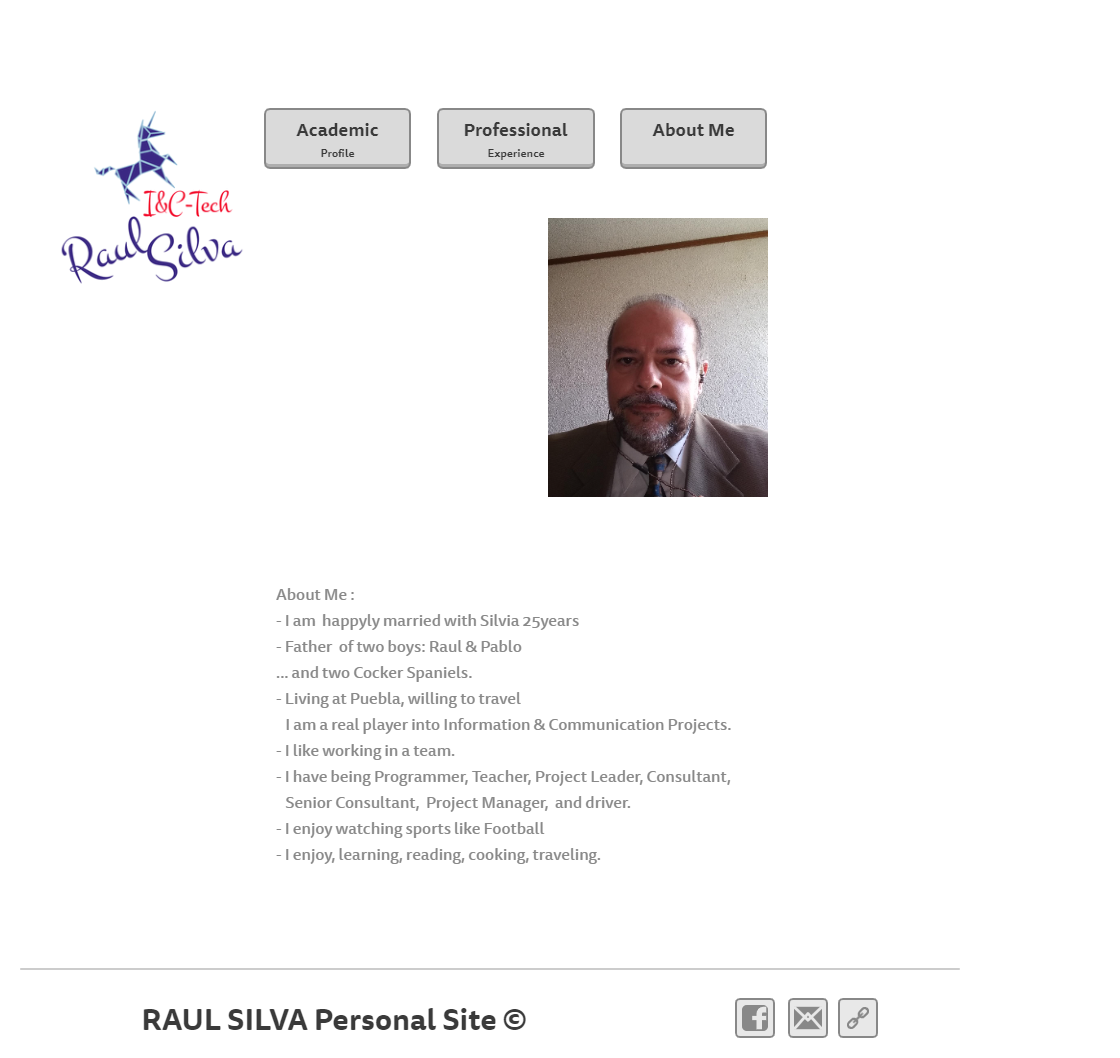 Academic
Profile
Professional
Experience
About Me
I&C-Tech
Raul Silva
About Me :
- I am  happyly married with Silvia 25years
- Father  of two boys: Raul & Pablo
... and two Cocker Spaniels.
- Living at Puebla, willing to travel
I am a real player into Information & Communication Projects.
- I like working in a team.
- I have being Programmer, Teacher, Project Leader, Consultant,
Senior Consultant,  Project Manager,  and driver.
- I enjoy watching sports like Football
- I enjoy, learning, reading, cooking, traveling.
RAUL SILVA Personal Site ©